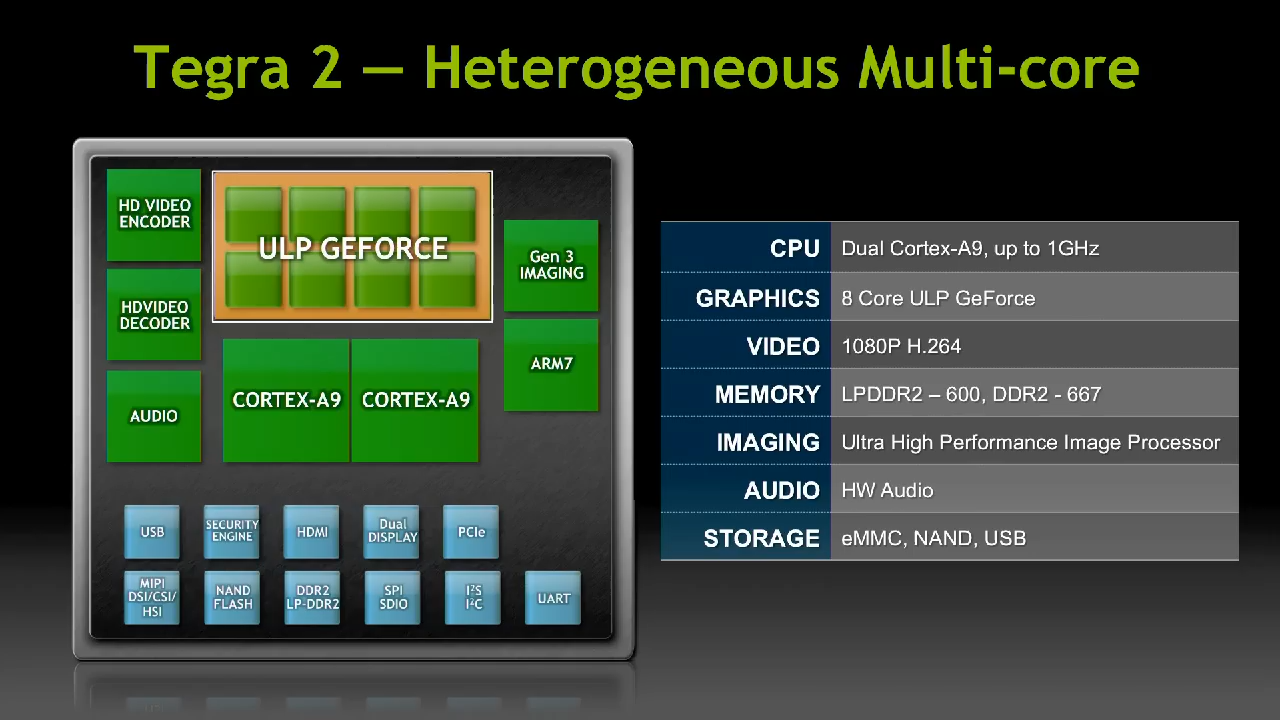 Tegra 2 — Heterogeneous Multi-core
HD VIDEO
ENCODER
ULP GEFORCE
Gen 3
IMAGING
HDVIDEO
DECODER
ARM7
CORTEX-A9
CORTEX-A9
AUDIO
USB
SECURITY
ENGINE
HDMI
Dual
DISPLAY
PCIe
MIPI
DSI/CSI/
HSI
NAND
FLASH
DDR2
LP-DDR2
SPI
SDIO
I²S
I²C
UART
CPU Dual Cortex-A9, up to 1GHz
GRAPHICS 8 Core ULP GeForce
VIDEO 1080P H.264
MEMORY LPDDR2 – 600, DDR2 - 667
IMAGING Ultra High Performance Image Processor
AUDIO HW Audio
STORAGE eMMC, NAND, USB